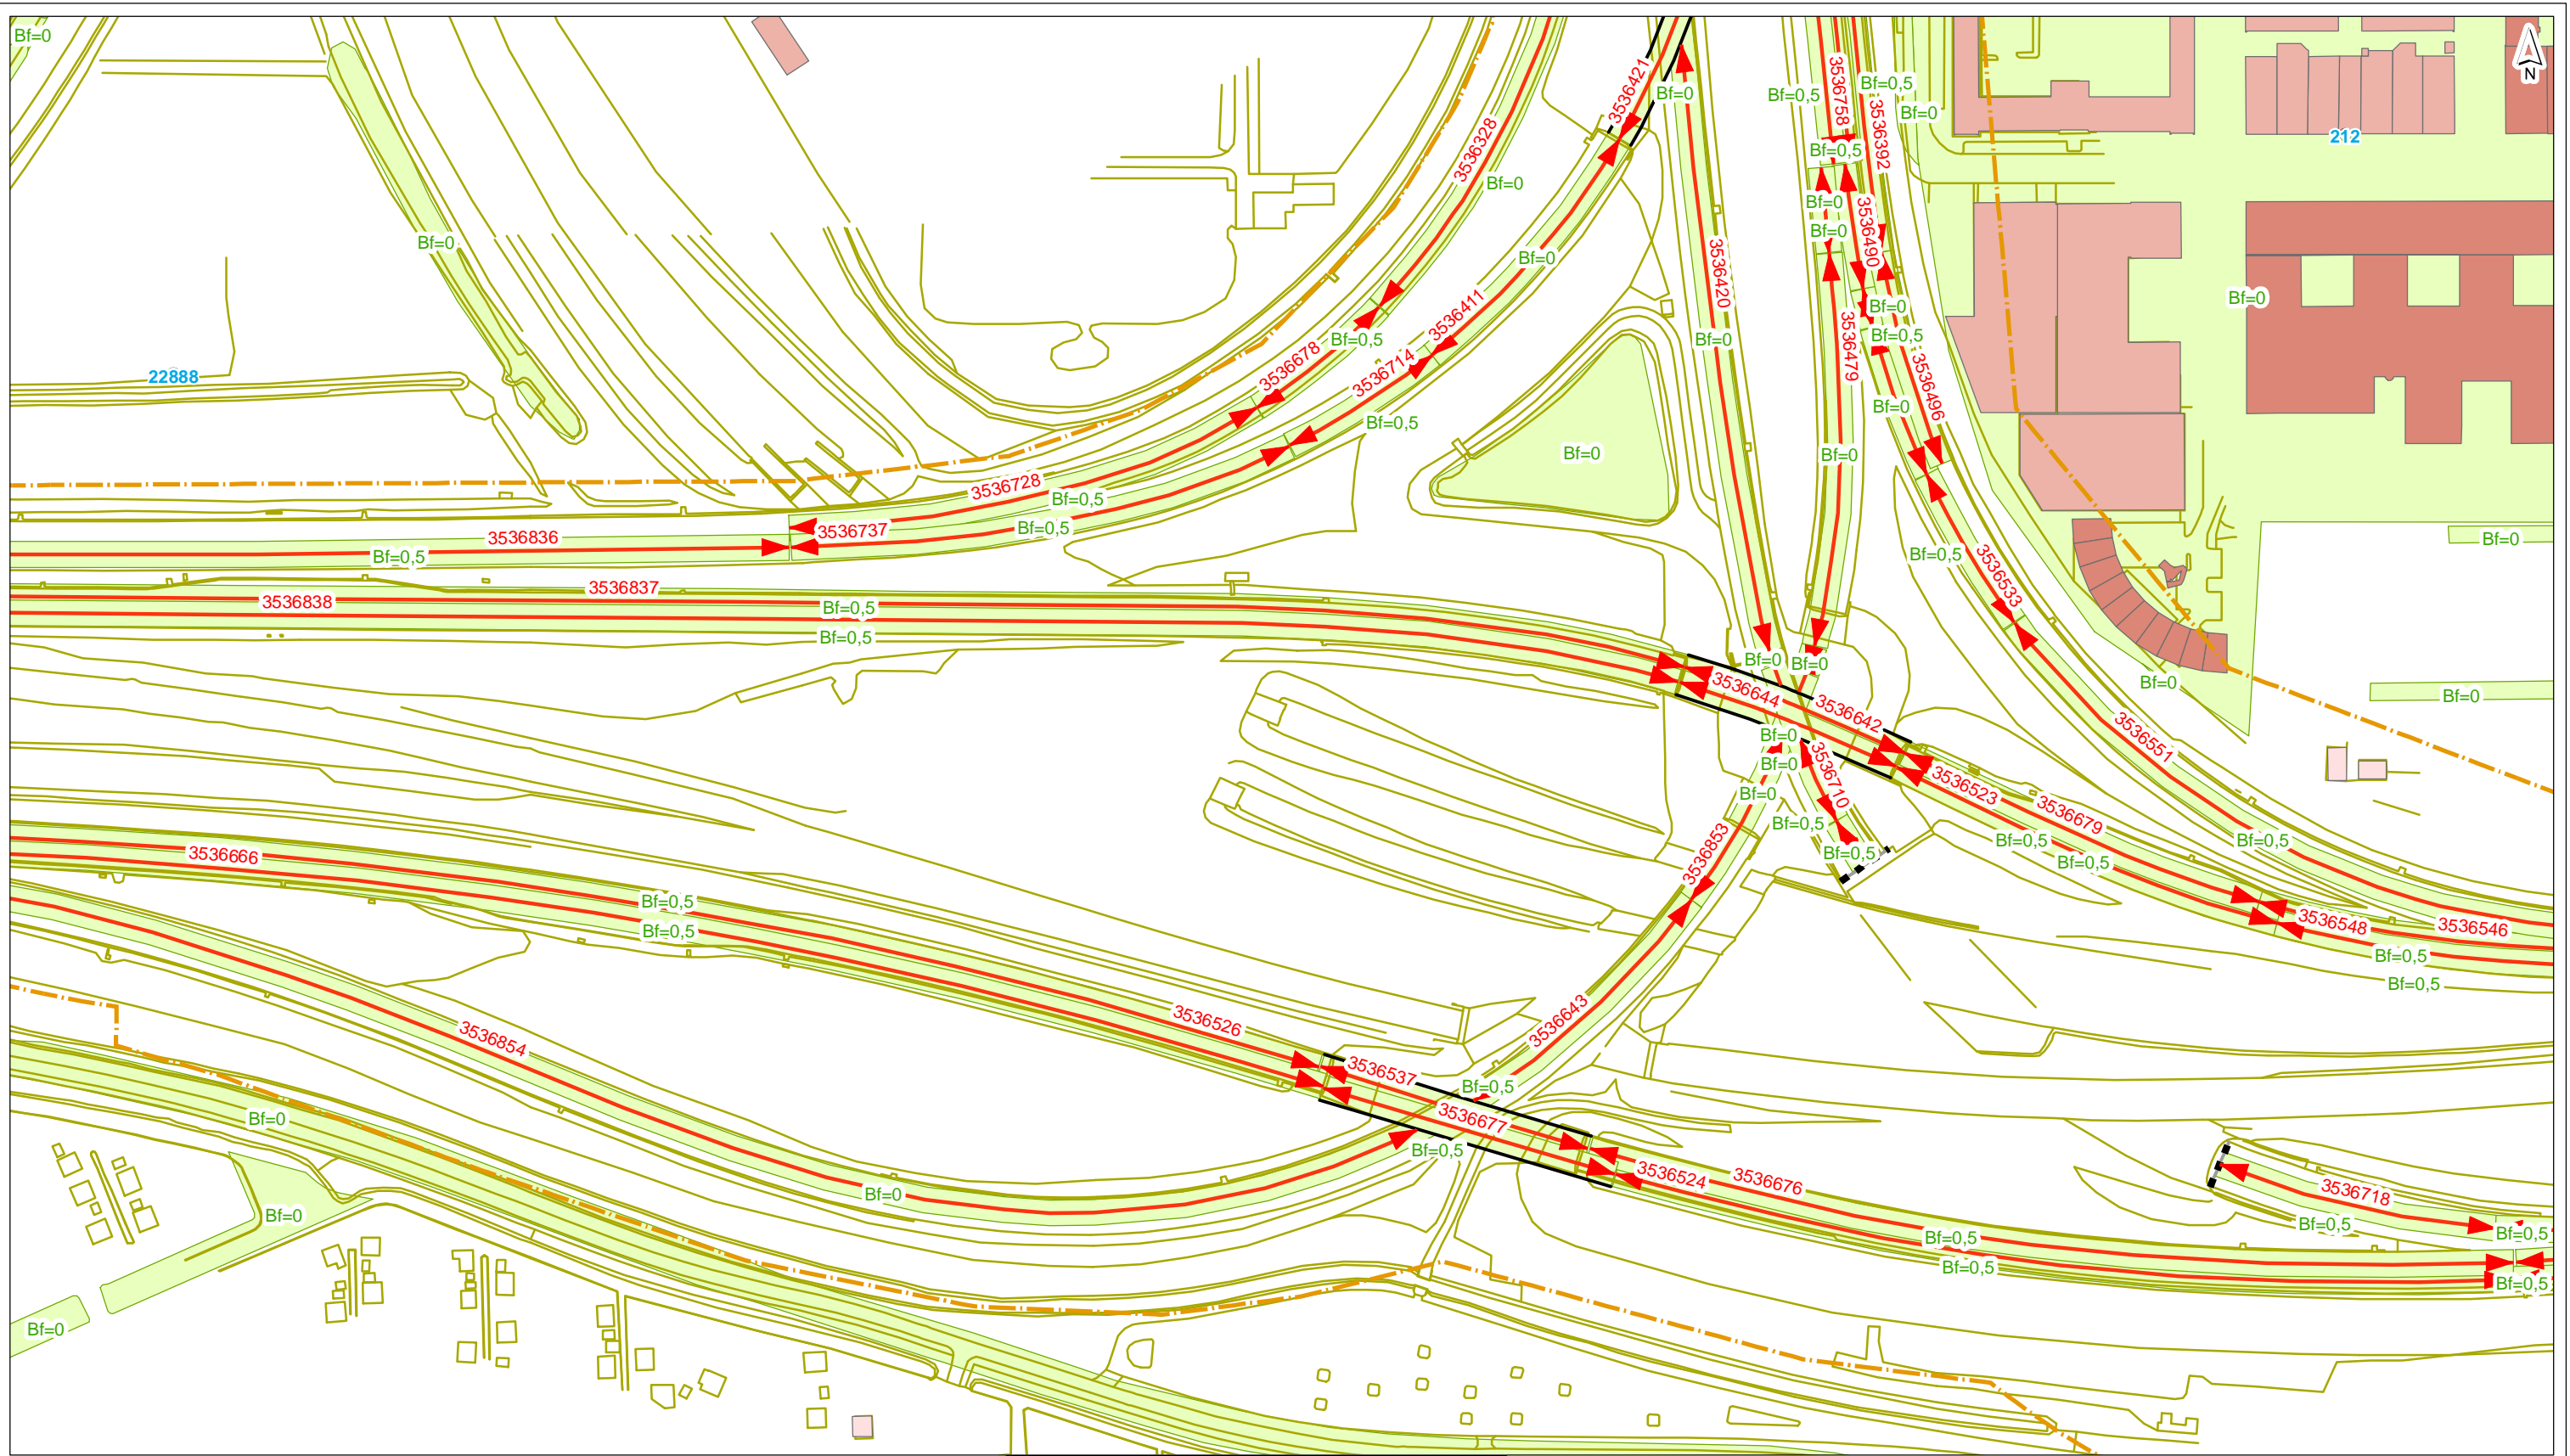 Bf=0
N
3536421
Bf=0
3536758
Bf=0,5
Bf=0,5
Bf=0
3536392
212
3536328
Bf=0
Bf=0,5
Bf=0
Bf=0
Bf=0
3536490
Bf=0
3536420
Bf=0
Bf=0
3536411
Bf=0
Bf=0,5
Bf=0,5
Bf=0
3536479
3536678
3536714
22888
3536496
Bf=0
Bf=0,5
Bf=0
Bf=0
3536728
Bf=0,5
Bf=0,5
3536737
3536836
Bf=0,5
Bf=0
Bf=0,5
3536533
3536837
3536838
Bf=0,5
Bf=0,5
Bf=0
Bf=0
Bf=0
Bf=0
3536644
3536642
Bf=0
Bf=0
3536551
3536710
Bf=0
3536523
3536679
Bf=0,5
Bf=0,5
Bf=0,5
3536853
Bf=0,5
Bf=0,5
3536666
Bf=0,5
Bf=0,5
3536548
3536546
Bf=0,5
Bf=0,5
3536643
3536526
3536854
3536537
Bf=0,5
3536677
Bf=0
Bf=0,5
3536524
3536676
3536718
Bf=0
Bf=0
Bf=0,5
Bf=0,5
Bf=0,5
Bf=0,5
Bf=0,5
Bf=0